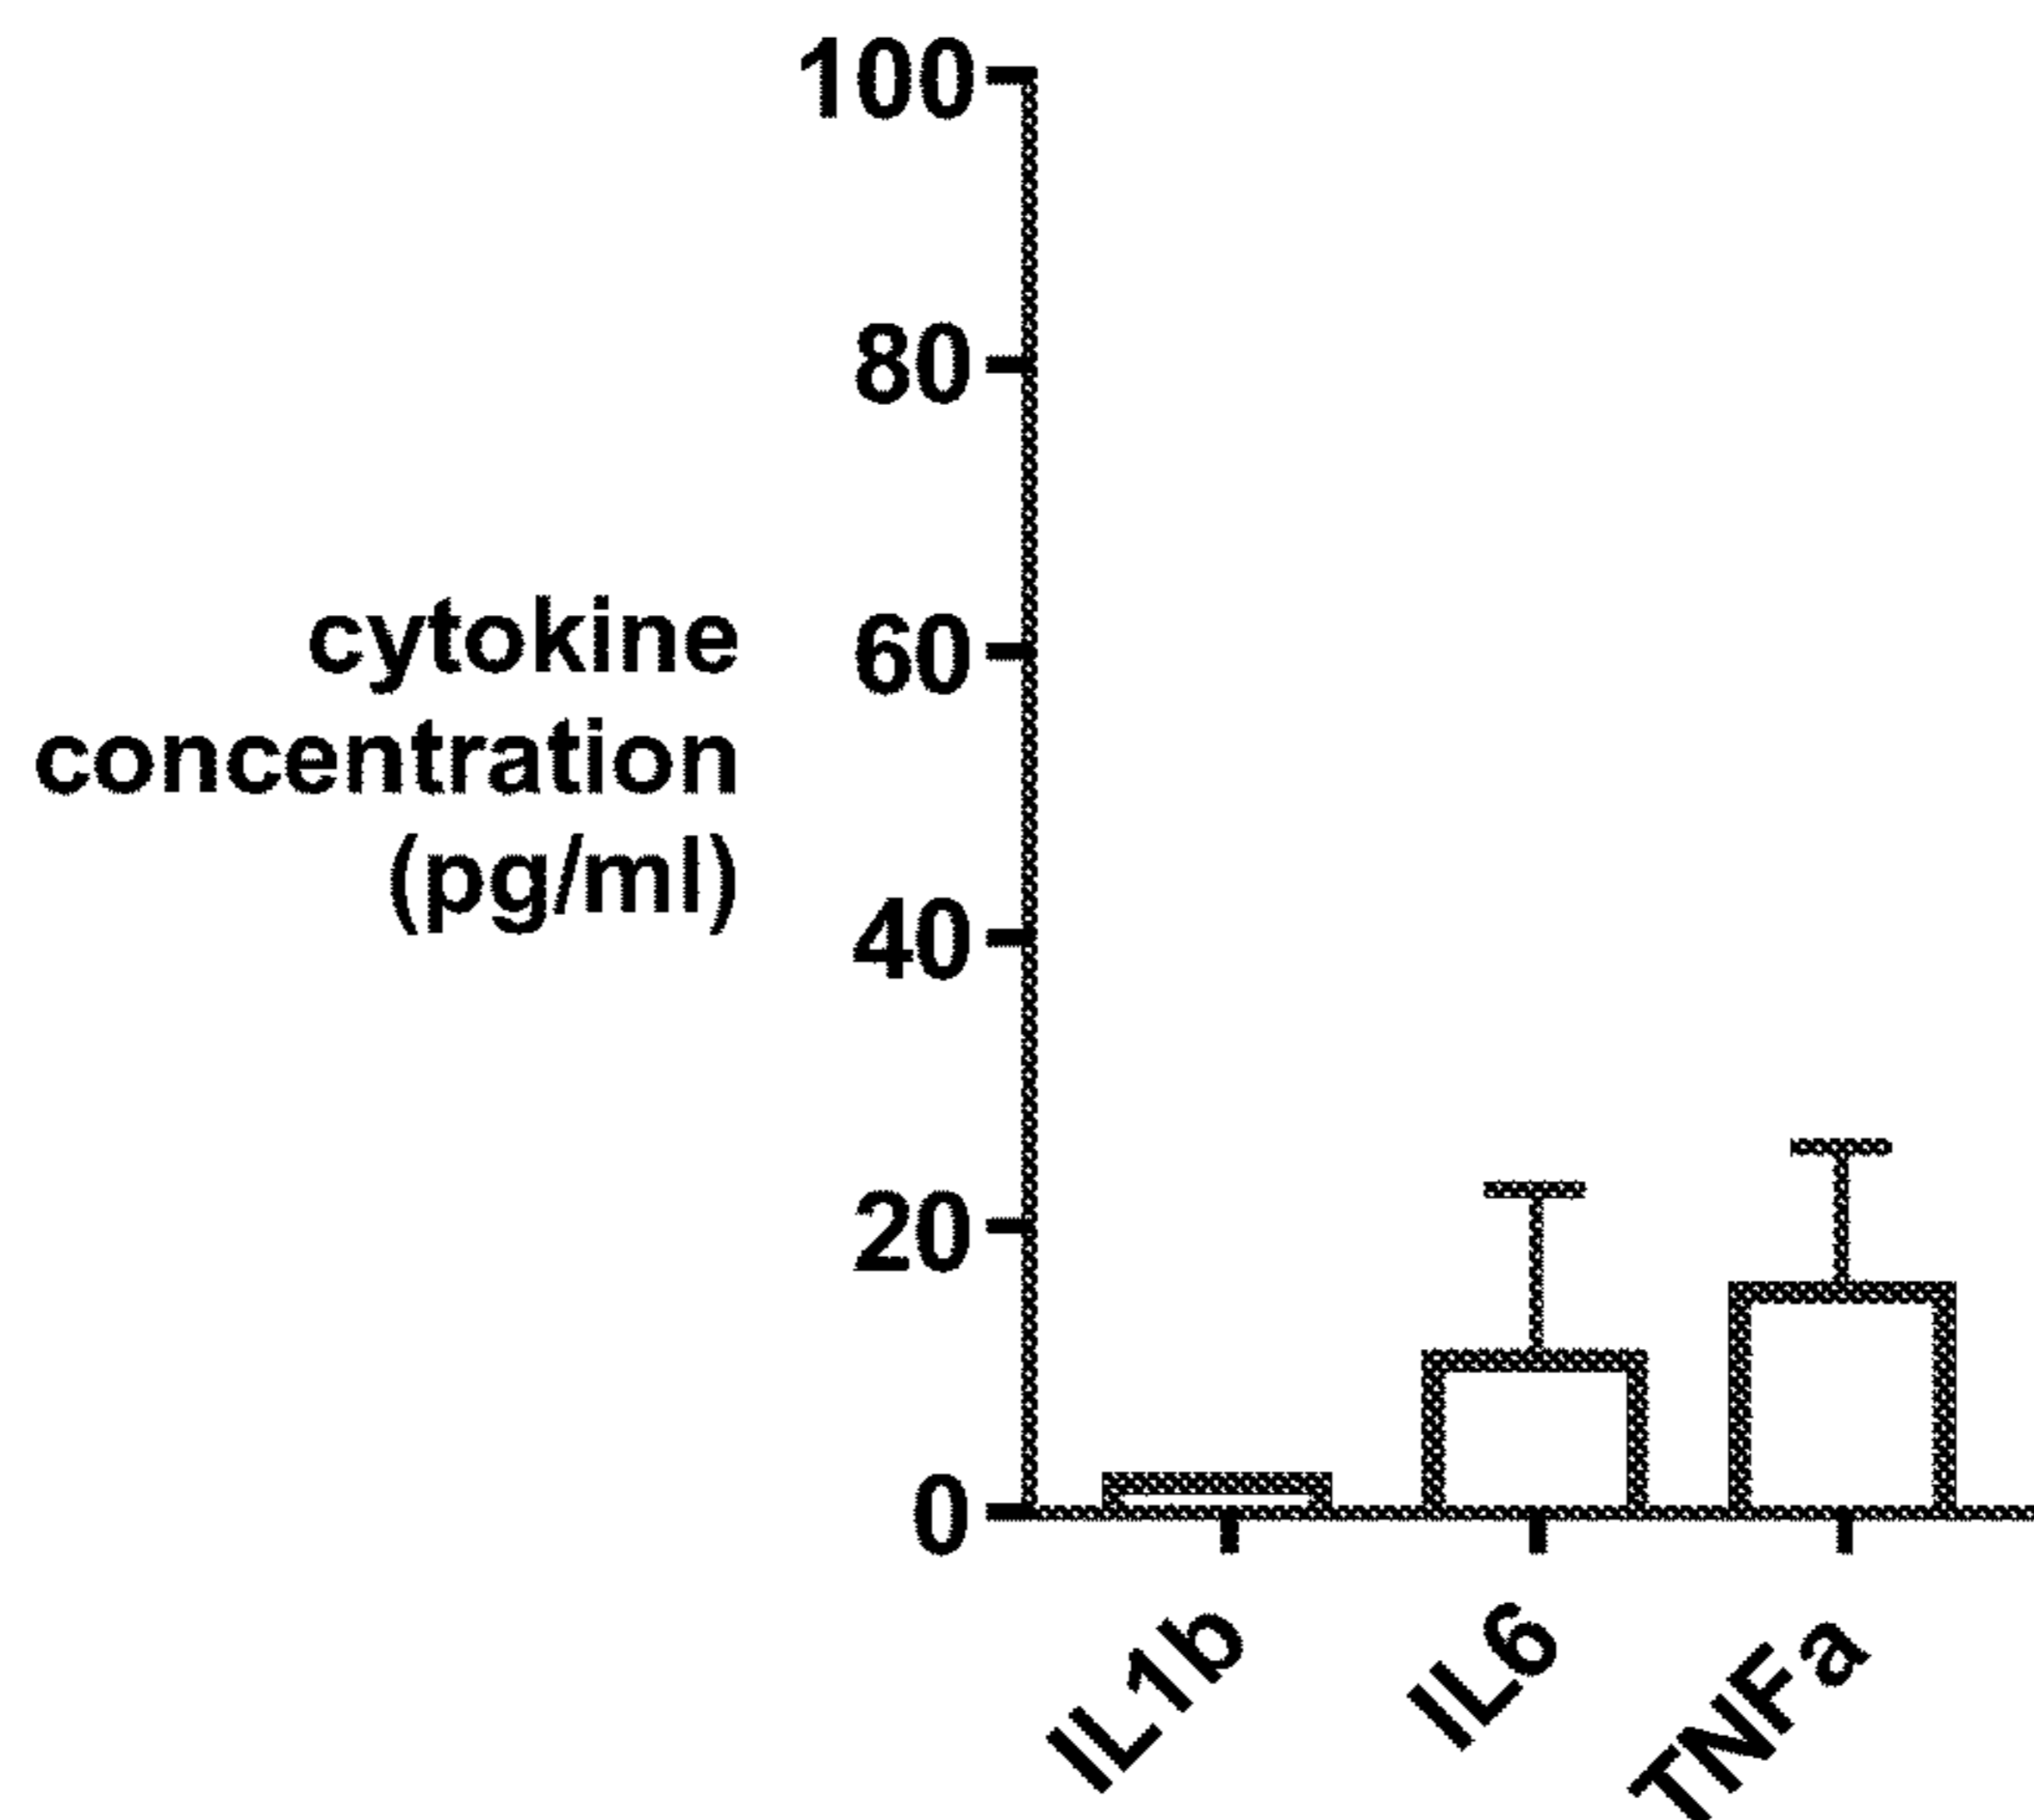 100
80
60
40
20
0
cytokine
concentration
(pg/ml)
IL1b
IL6
TNFa